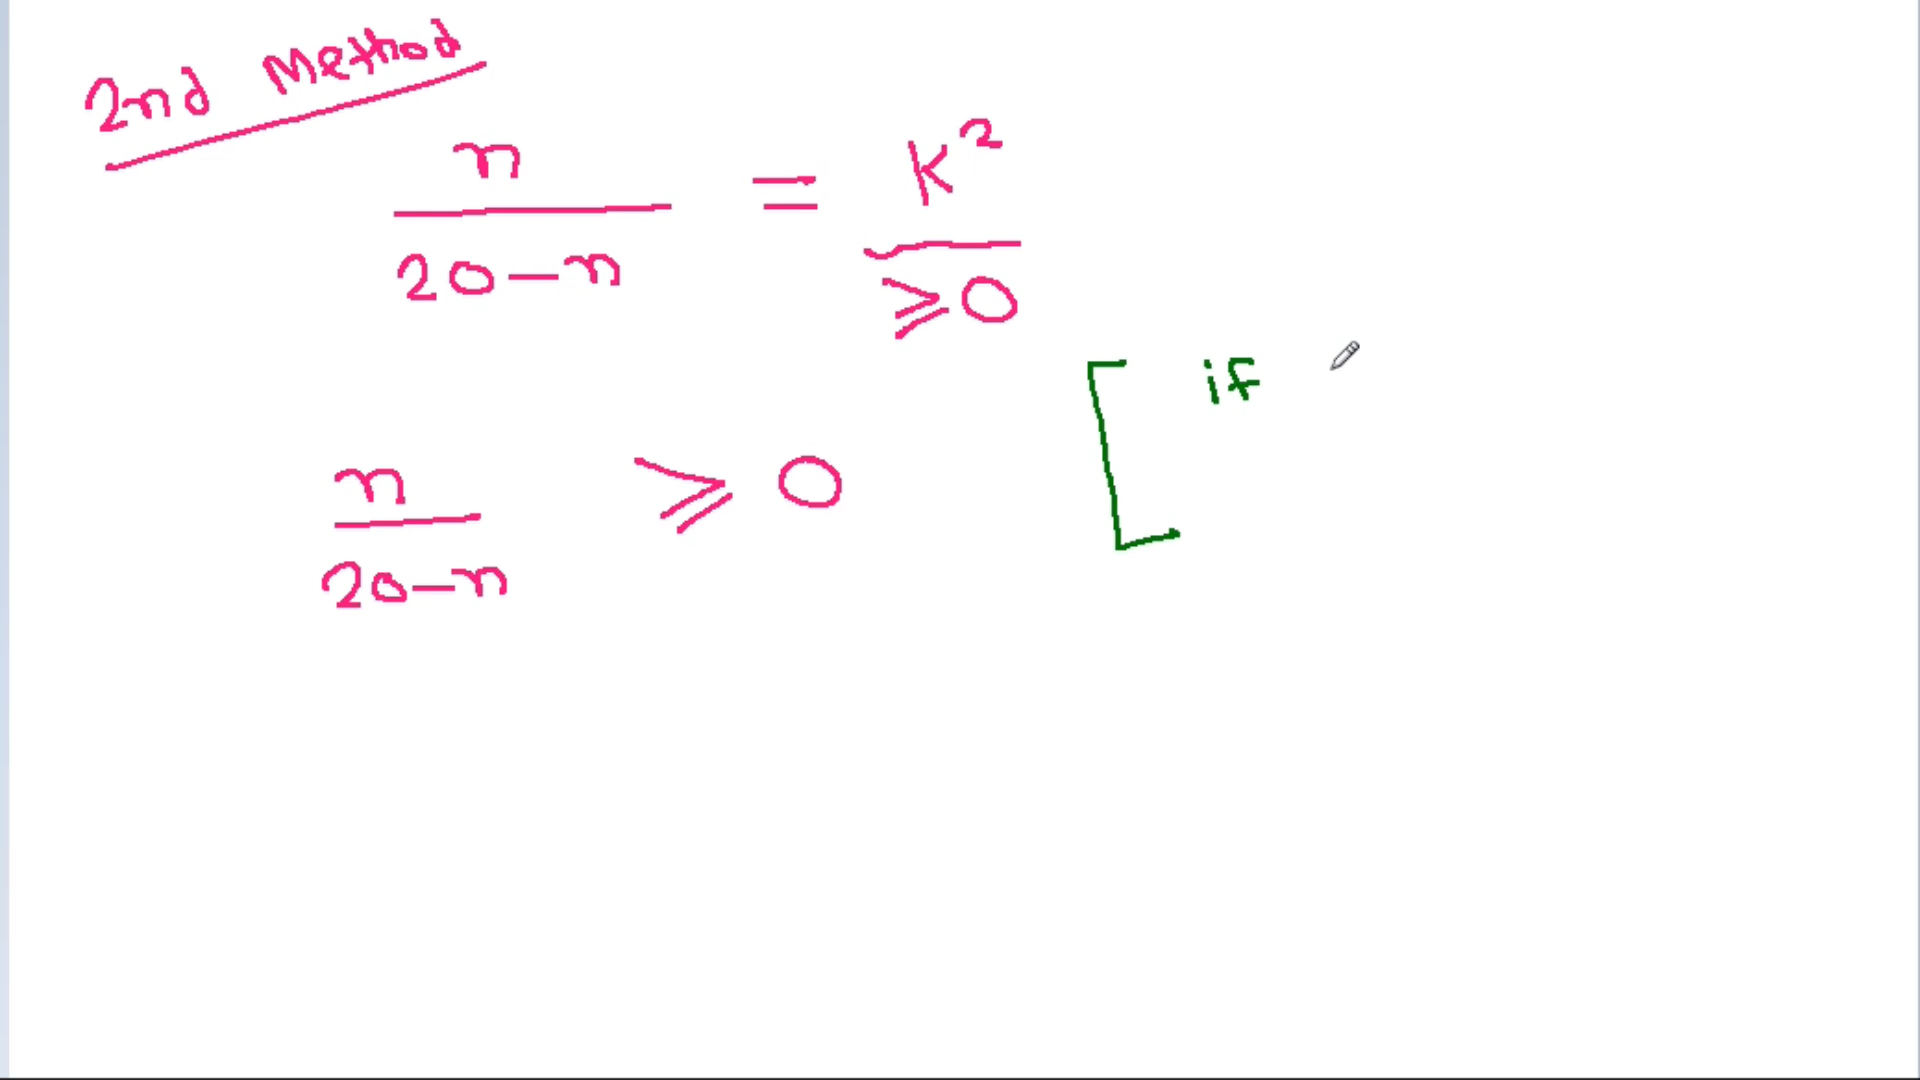 2nd Method
n/(20-n) = K²
≥0
n/(20-n) ≥ 0
[ if